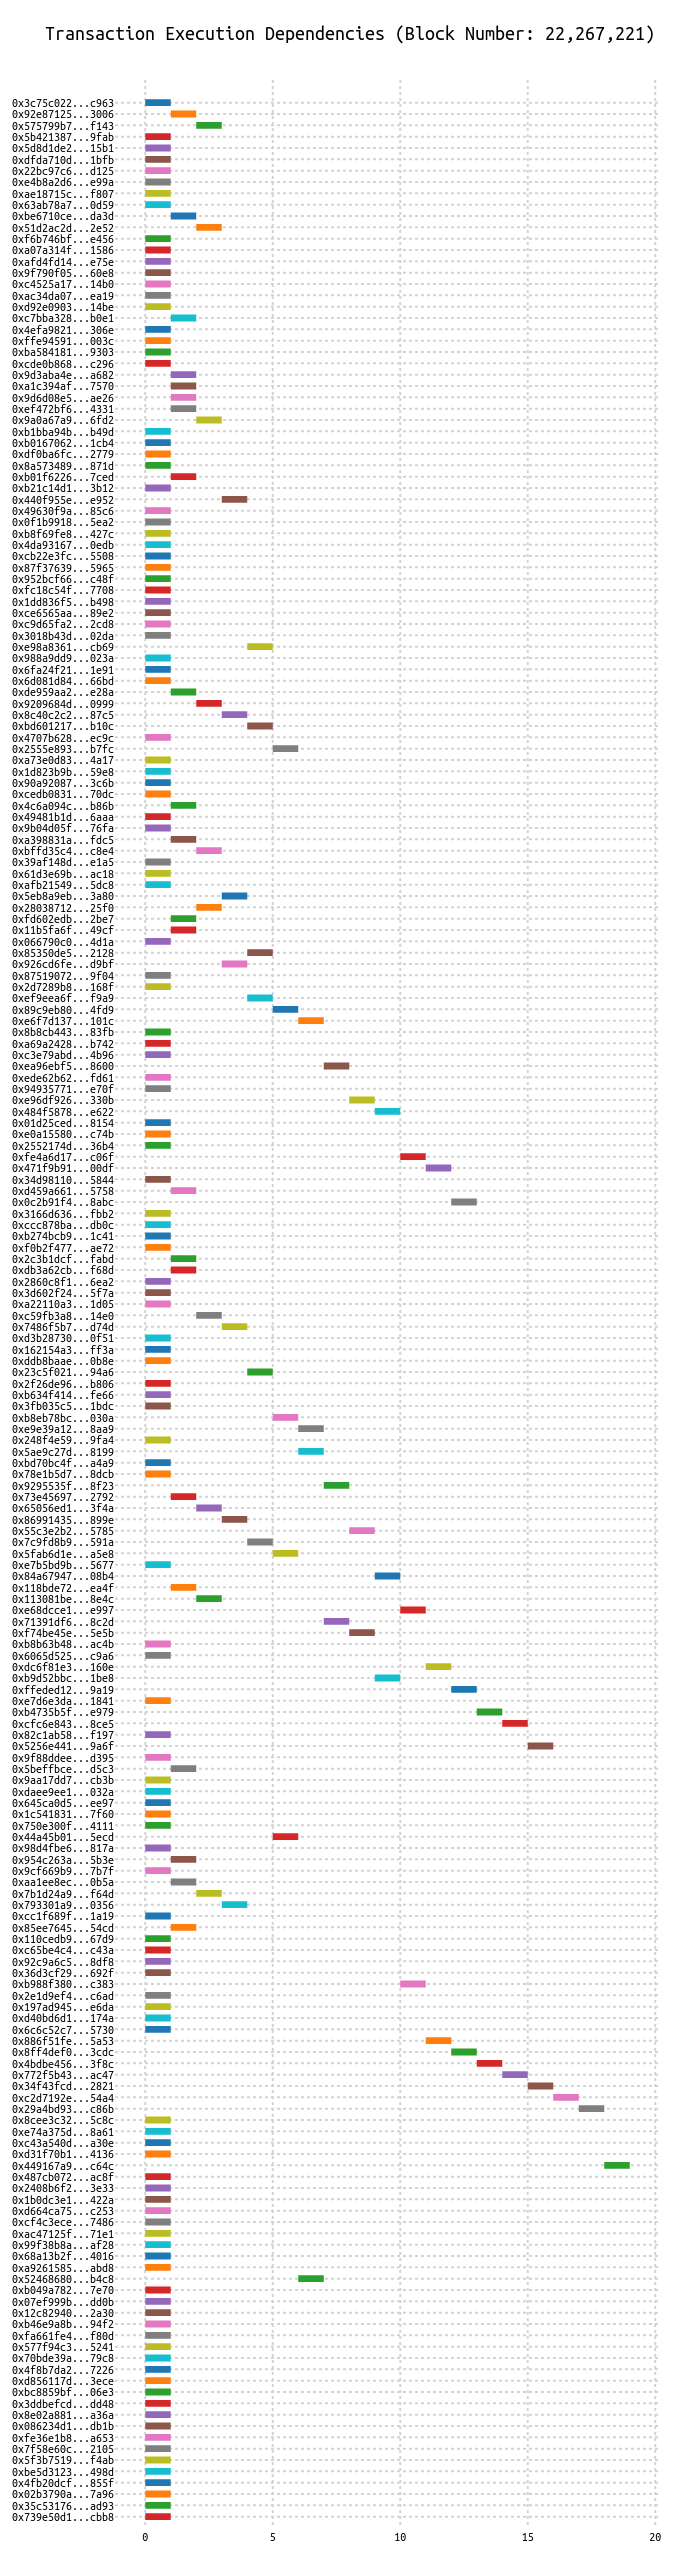 Transaction Execution Dependencies (Block Number: 22,267,221)
0x3c75c022...c963
0x92e87125...3006
0x575799b7...f143
0x5b421387...9fab
0x5d8d1de2...15b1
0xdfda710d...1bfb
0x22bc97c6...d125
0xe4b8a2d6...e99a
0xae18715c...f807
0x63ab78a7...0d59
0xbe6710ce...da3d
0x51d2ac2d...2e52
0xf6b746bf...e456
0xa07a314f...1586
0xafd4fd14...e75e
0x9f790f05...60e8
0xc4525a17...14b0
0xac34da07...ea19
0xd92e0903...14be
0xc7bba328...b0e1
0x4efa9821...306e
0xffe94591...003c
0xba584181...9303
0xcde0b868...c296
0x9d3aba4e...a682
0xa1c394af...7570
0x9d6d08e5...ae26
0xef472bf6...4331
0x9a0a67a9...6fd2
0xb1bba94b...b49d
0xb0167062...1cb4
0xdf0ba6fc...2779
0x8a573489...871d
0xb01f6226...7ced
0xb21c14d1...3b12
0x440f955e...e952
0x49630f9a...85c6
0x0f1b9918...5ea2
0xb8f69fe8...427c
0x4da93167...0edb
0xcb22e3fc...5508
0x87f37639...5965
0x952bcf66...c48f
0xfc18c54f...7708
0x1dd836f5...b498
0xce6565aa...89e2
0xc9d65fa2...2cd8
0x3018b43d...02da
0xe98a8361...cb69
0x988a9dd9...023a
0x6fa24f21...1e91
0x6d081d84...66bd
0xde959aa2...e28a
0x9209684d...0999
0x8c40c2c2...87c5
0xbd601217...b10c
0x4707b628...ec9c
0x2555e893...b7fc
0xa73e0d83...4a17
0x1d823b9b...59e8
0x90a92087...3c6b
0xcedb0831...70dc
0x4c6a094c...b86b
0x49481b1d...6aaa
0x9b04d05f...76fa
0xa398831a...fdc5
0xbffd35c4...c8e4
0x39af148d...e1a5
0x61d3e69b...ac18
0xafb21549...5dc8
0x5eb8a9eb...3a80
0x28038712...25f0
0xfd602edb...2be7
0x11b5fa6f...49cf
0x066790c0...4d1a
0x85350de5...2128
0x926cd6fe...d9bf
0x87519072...9f04
0x2d7289b8...168f
0xef9eea6f...f9a9
0x89c9eb80...4fd9
0xe6f7d137...101c
0x8b8cb443...83fb
0xa69a2428...b742
0xc3e79abd...4b96
0xea96ebf5...8600
0xede62b62...fd61
0x94935771...e70f
0xe96df926...330b
0x484f5878...e622
0x01d25ced...8154
0xe0a15580...c74b
0x2552174d...36b4
0xfe4a6d17...c06f
0x471f9b91...00df
0x34d98110...5844
0xd459a661...5758
0x0c2b91f4...8abc
0x3166d636...fbb2
0xccc878ba...db0c
0xb274bcb9...1c41
0xf0b2f477...ae72
0x2c3b1dcf...fabd
0xdb3a62cb...f68d
0x2860c8f1...6ea2
0x3d602f24...5f7a
0xa22110a3...1d05
0xc59fb3a8...14e0
0x7486f5b7...d74d
0xd3b28730...0f51
0x162154a3...ff3a
0xddb8baae...0b8e
0x23c5f021...94a6
0x2f26de96...b806
0xb634f414...fe66
0x3fb035c5...1bdc
0xb8eb78bc...030a
0xe9e39a12...8aa9
0x248f4e59...9fa4
0x5ae9c27d...8199
0xbd70bc4f...a4a9
0x78e1b5d7...8dcb
0x9295535f...8f23
0x73e45697...2792
0x65056ed1...3f4a
0x86991435...899e
0x55c3e2b2...5785
0x7c9fd8b9...591a
0x5fab6d1e...a5e8
0xe7b5bd9b...5677
0x84a67947...08b4
0x118bde72...ea4f
0x113081be...8e4c
0xe68dcce1...e997
0x71391df6...8c2d
0xf74be45e...5e5b
0xb8b63b48...ac4b
0x6065d525...c9a6
0xdc6f81e3...160e
0xb9d52bbc...1be8
0xffeded12...9a19
0xe7d6e3da...1841
0xb4735b5f...e979
0xcfc6e843...8ce5
0x82c1ab58...f197
0x5256e441...9a6f
0x9f88ddee...d395
0x5beffbce...d5c3
0x9aa17dd7...cb3b
0xdaee9ee1...032a
0x645ca0d5...ee97
0x1c541831...7f60
0x750e300f...4111
0x44a45b01...5ecd
0x98d4fbe6...817a
0x954c263a...5b3e
0x9cf669b9...7b7f
0xaa1ee8ec...0b5a
0x7b1d24a9...f64d
0x793301a9...0356
0xcc1f689f...1a19
0x85ee7645...54cd
0x110cedb9...67d9
0xc65be4c4...c43a
0x92c9a6c5...8df8
0x36d3cf29...692f
0xb988f380...c383
0x2e1d9ef4...c6ad
0x197ad945...e6da
0xd40bd6d1...174a
0x6c6c52c7...5730
0x886f51fe...5a53
0x8ff4def0...3cdc
0x4bdbe456...3f8c
0x772f5b43...ac47
0x34f43fcd...2821
0xc2d7192e...54a4
0x29a4bd93...c86b
0x8cee3c32...5c8c
0xe74a375d...8a61
0xc43a540d...a30e
0xd31f70b1...4136
0x449167a9...c64c
0x487cb072...ac8f
0x2408b6f2...3e33
0x1b0dc3e1...422a
0xd664ca75...c253
0xcf4c3ece...7486
0xac47125f...71e1
0x99f38b8a...af28
0x68a13b2f...4016
0xa9261585...abd8
0x52468680...b4c8
0xb049a782...7e70
0x07ef999b...dd0b
0x12c82940...2a30
0xb46e9a8b...94f2
0xfa661fe4...f80d
0x577f94c3...5241
0x70bde39a...79c8
0x4f8b7da2...7226
0xd856117d...3ece
0xbc8859bf...06e3
0x3ddbefcd...dd48
0x8e02a881...a36a
0x086234d1...db1b
0xfe36e1b8...a653
0x7f58e60c...2105
0x5f3b7519...f4ab
0xbe5d3123...498d
0x4fb20dcf...855f
0x02b3790a...7a96
0x35c53176...ad93
0x739e50d1...cbb8
0 5 10 15 20